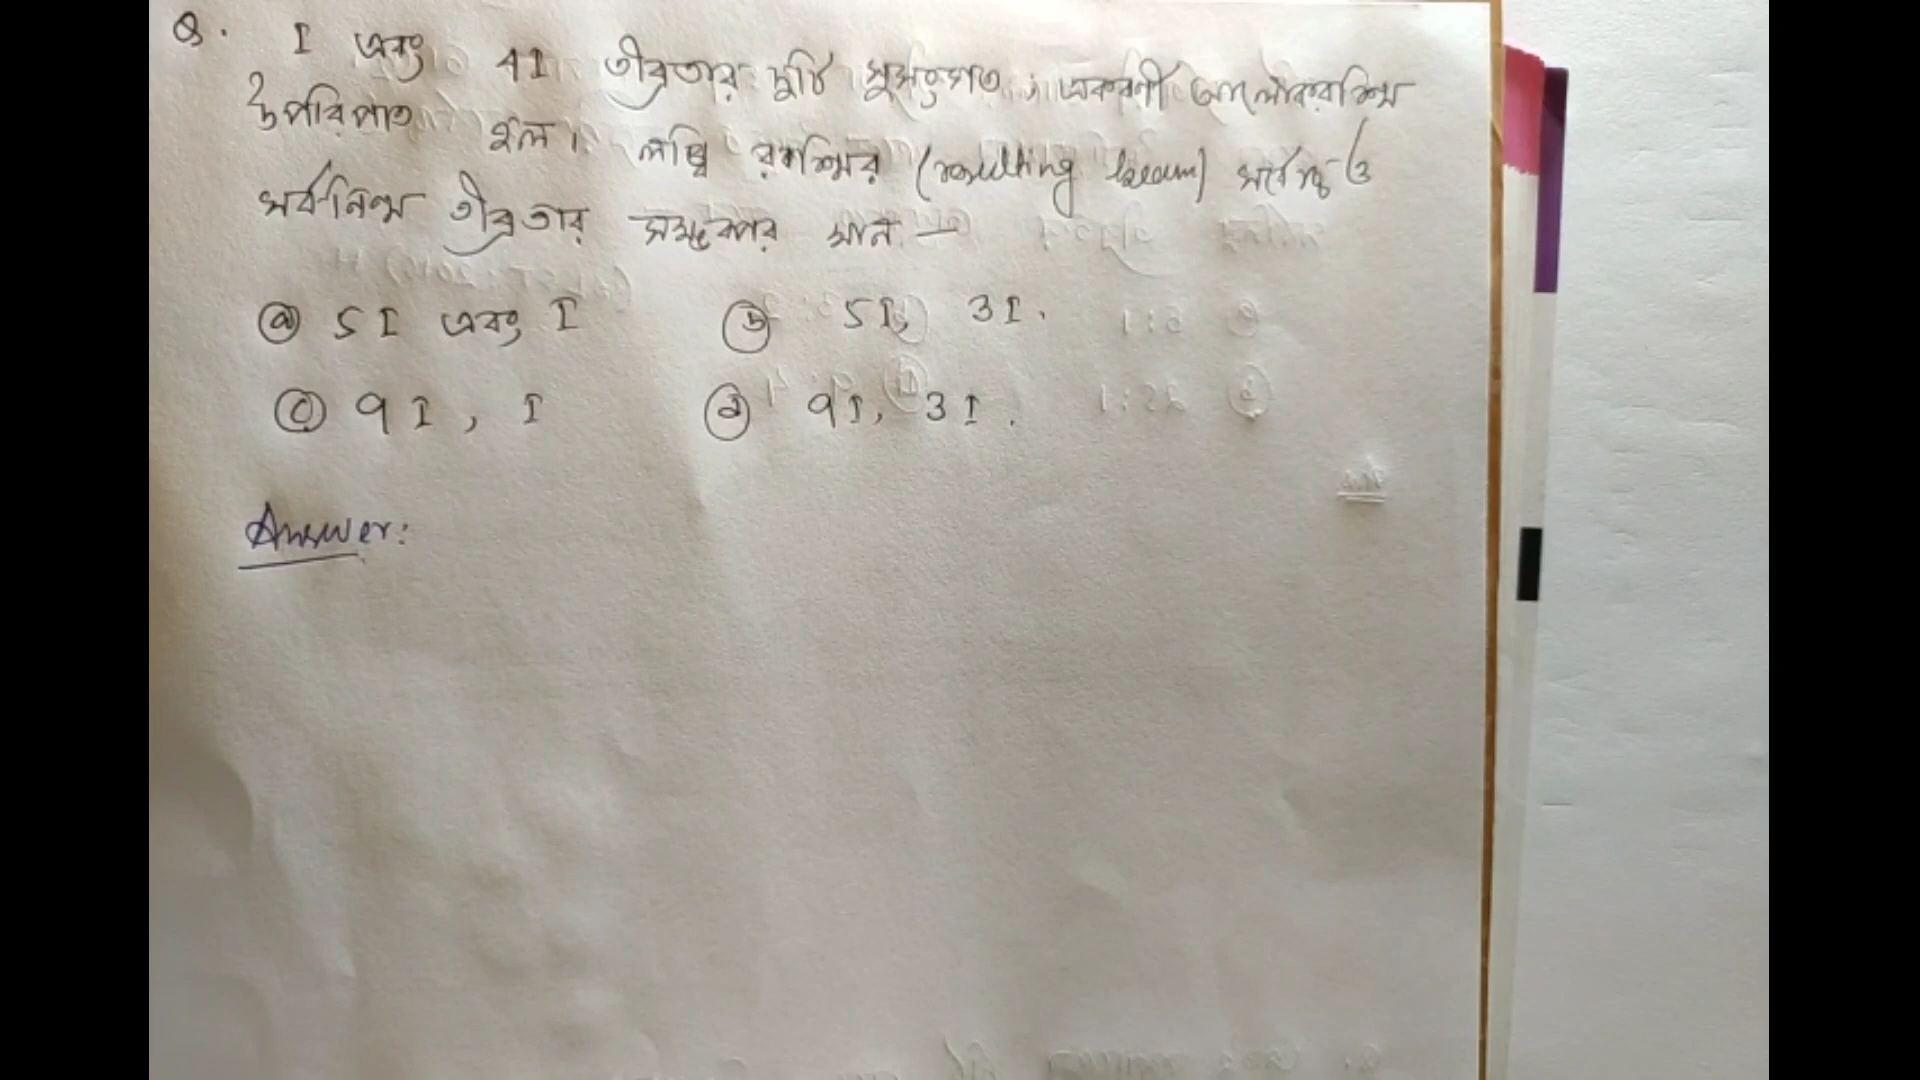 Q. I এবং 4I তীব্রতার দুটি সুসংগত, একবর্ণী আলোকরশ্মি
উপরিপাত হল। লব্ধি রশ্মির (resulting beam) সর্বোচ্চ ও
সর্বনিম্ন তীব্রতার সম্ভাব্য মান —
(a) 5I এবং I (b) 5I, 3I.
(c) 9I, I (d) 9I, 3I.
Answer: